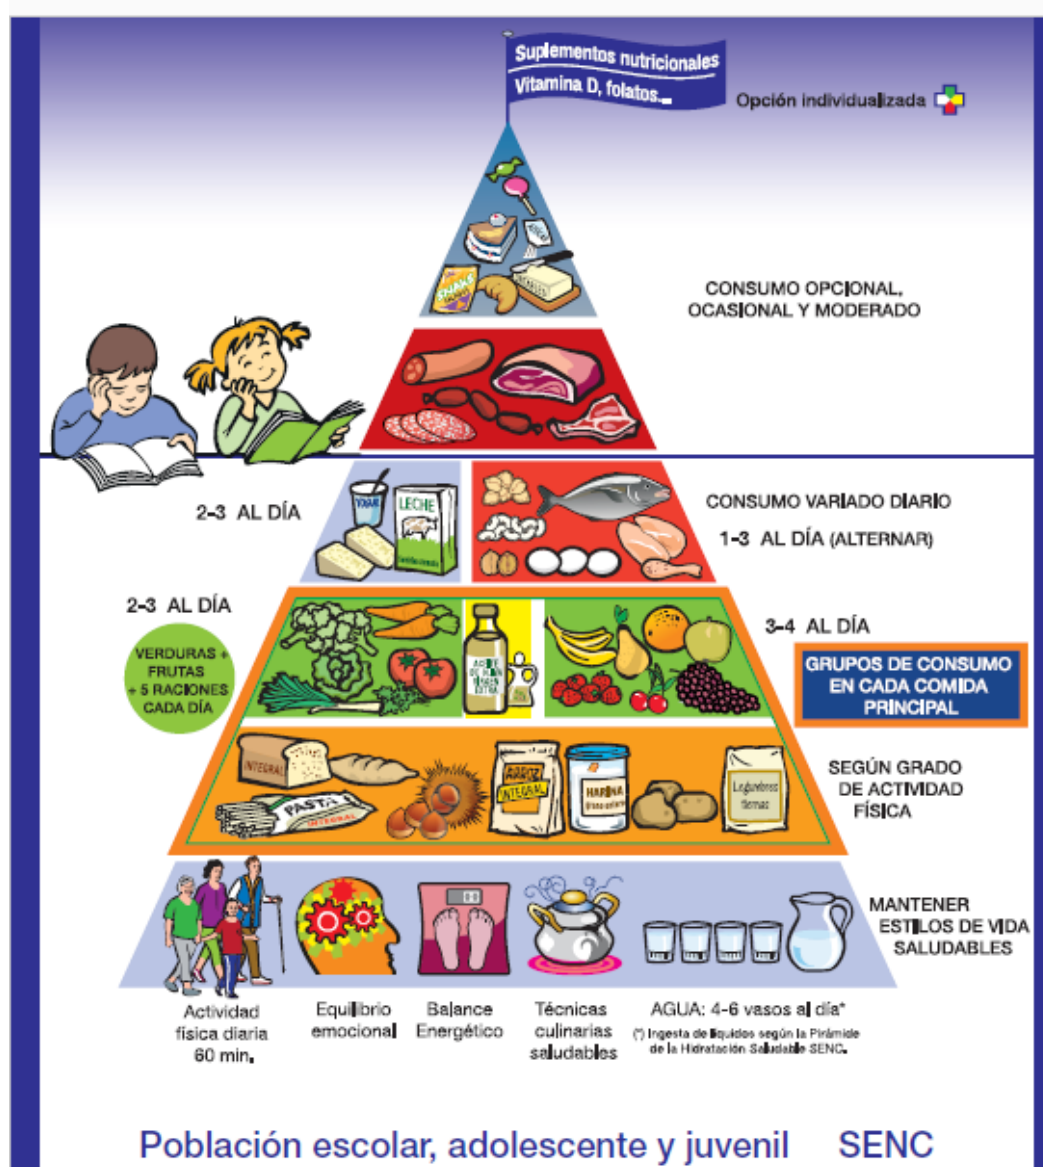 Suplementos nutricionales
Vitamina D, folatos...
Opción individualizada
SNAKS
CONSUMO OPCIONAL,
OCASIONAL Y MODERADO
2-3 AL DÍA
YOGUR
LECHE
CONSUMO VARIADO DIARIO
1-3 AL DÍA (ALTERNAR)
2-3 AL DÍA
VERDURAS +
FRUTAS
+ 5 RACIONES
CADA DÍA
ACEITE
DE OLIVA
VIRGEN
EXTRA
3-4 AL DÍA
GRUPOS DE CONSUMO
EN CADA COMIDA
PRINCIPAL
INTEGRAL
PASTA
INTEGRAL
ARROZ
INTEGRAL
HARINA
Legumbres
tiernas
SEGÚN GRADO
DE ACTIVIDAD
FÍSICA
MANTENER
ESTILOS DE VIDA
SALUDABLES
Actividad
física diaria
60 min.
Equilibrio
emocional
Balance
Energético
Técnicas
culinarias
saludables
AGUA: 4-6 vasos al día*
(*) Ingesta de líquidos según la Pirámide
de la Hidratación Saludable SENC.
Población escolar, adolescente y juvenil SENC